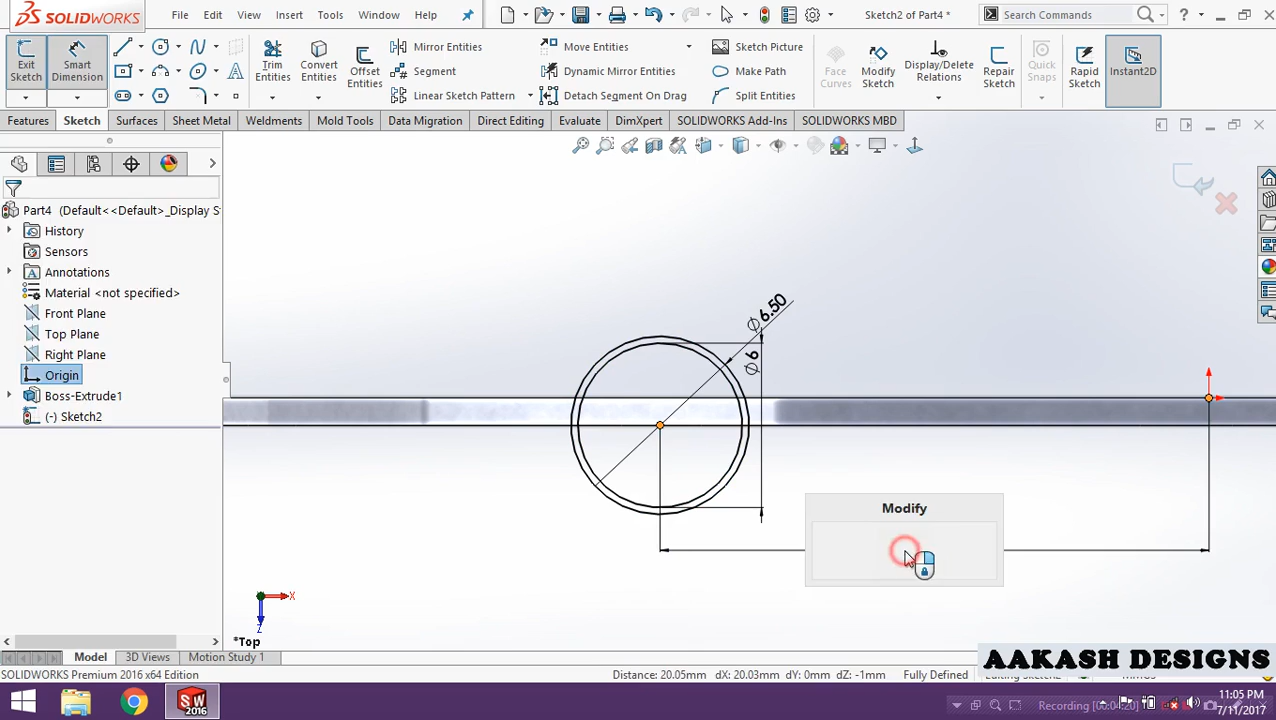 SOLIDWORKS File Edit View Insert Tools Window Help Sketch2 of Part4 * Search Commands ?
Exit Sketch Smart Dimension Trim Entities Convert Entities Offset Entities Mirror Entities Move Entities Sketch Picture Face Curves Modify Sketch Display/Delete Relations Repair Sketch Quick Snaps Rapid Sketch Instant2D
Segment Dynamic Mirror Entities Make Path
Linear Sketch Pattern Detach Segment On Drag Split Entities
Features Sketch Surfaces Sheet Metal Weldments Mold Tools Data Migration Direct Editing Evaluate DimXpert SOLIDWORKS Add-Ins SOLIDWORKS MBD
Part4 (Default<<Default>_Display S
History
Sensors
Annotations
Material <not specified>
Front Plane
Top Plane
Right Plane
Origin
Boss-Extrude1
(-) Sketch2
Ø6.50
Ø6
Modify
X
Z
*Top
AAKASH DESIGNS
Model 3D Views Motion Study 1
SOLIDWORKS Premium 2016 x64 Edition Distance: 20.05mm dX: 20.03mm dY: 0mm dZ: -1mm Fully Defined
SW 2016
Recording [00:04:20]
11:05 PM
7/11/2017